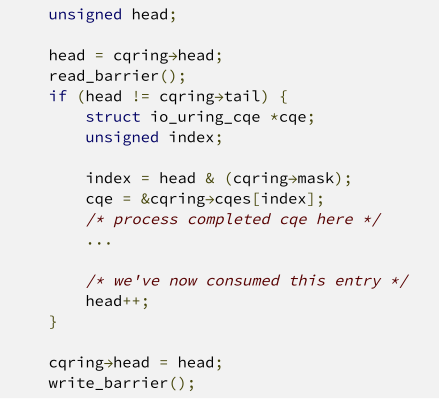 unsigned head;
head = cqring→head;
read_barrier();
if (head != cqring→tail) {
struct io_uring_cqe *cqe;
unsigned index;
index = head & (cqring→mask);
cqe = &cqring→cqes[index];
/* process completed cqe here */
...
/* we've now consumed this entry */
head++;
}
cqring→head = head;
write_barrier();